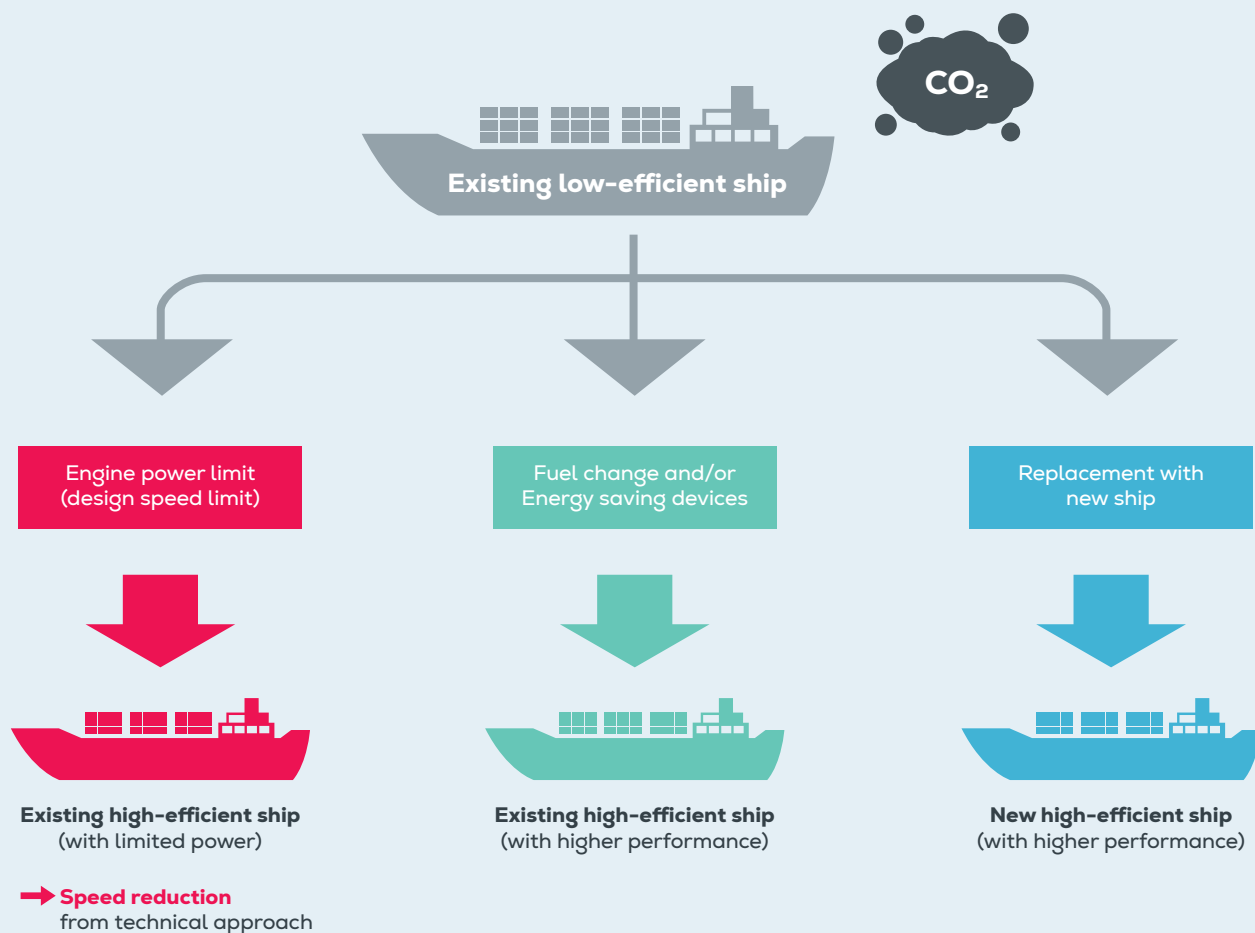 CO₂
Existing low-efficient ship
Engine power limit
(design speed limit)
Fuel change and/or
Energy saving devices
Replacement with
new ship
Existing high-efficient ship
(with limited power)
Existing high-efficient ship
(with higher performance)
New high-efficient ship
(with higher performance)
Speed reduction
from technical approach